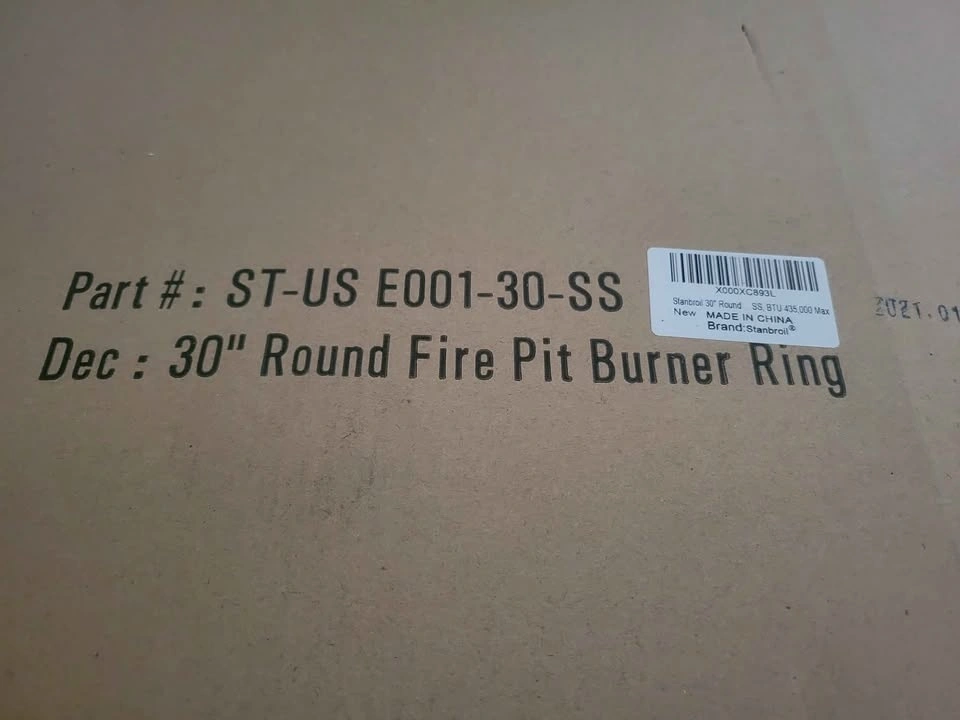 Part #: ST-US E001-30-SS
Dec : 30" Round Fire Pit Burner Ring
X000XC893L
Stanbroil 30" Round SS, BTU 435,000 Max
New MADE IN CHINA
Brand:Stanbroil®
2021.01